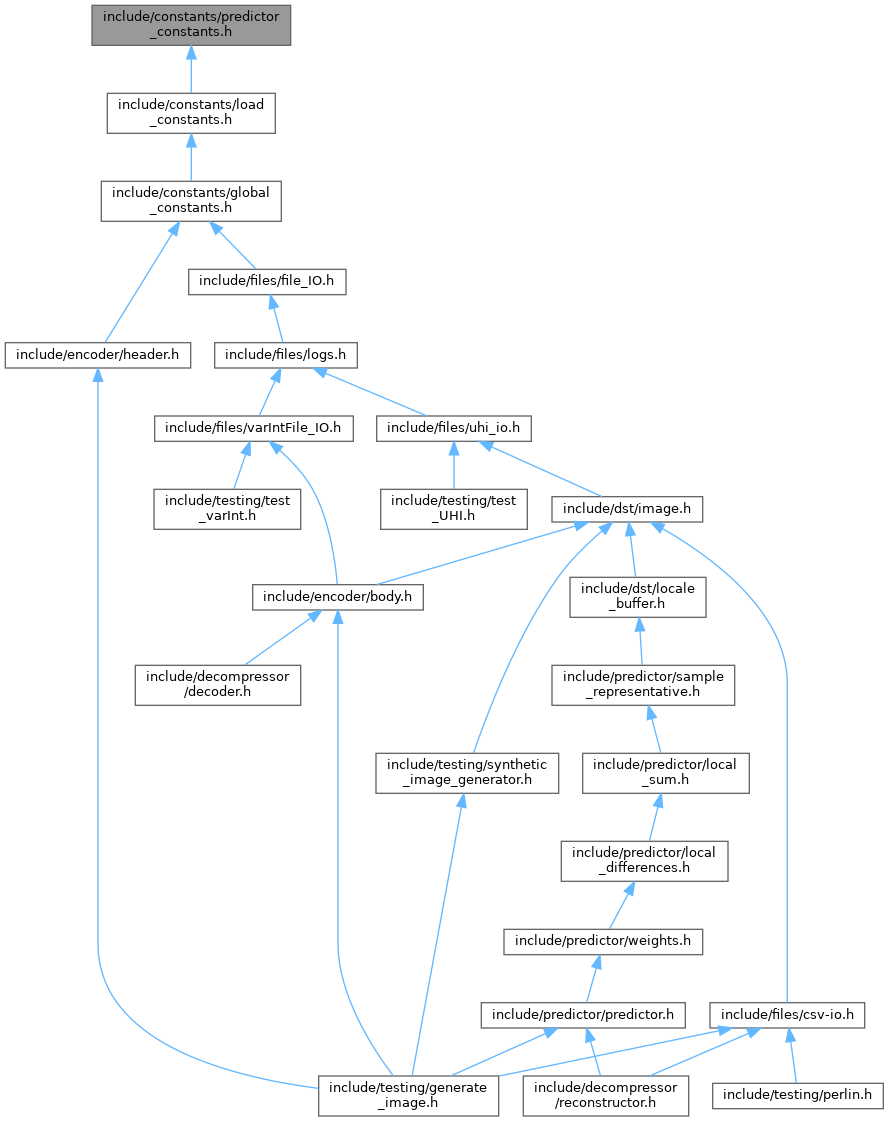 include/constants/predictor
_constants.h
include/constants/load
_constants.h
include/constants/global
_constants.h
include/files/file_IO.h
include/encoder/header.h
include/files/logs.h
include/files/varIntFile_IO.h
include/files/uhi_io.h
include/testing/test
_varInt.h
include/testing/test
_UHI.h
include/dst/image.h
include/encoder/body.h
include/dst/locale
_buffer.h
include/decompressor
/decoder.h
include/predictor/sample
_representative.h
include/testing/synthetic
_image_generator.h
include/predictor/local
_sum.h
include/predictor/local
_differences.h
include/predictor/weights.h
include/predictor/predictor.h
include/files/csv-io.h
include/testing/generate
_image.h
include/decompressor
/reconstructor.h
include/testing/perlin.h